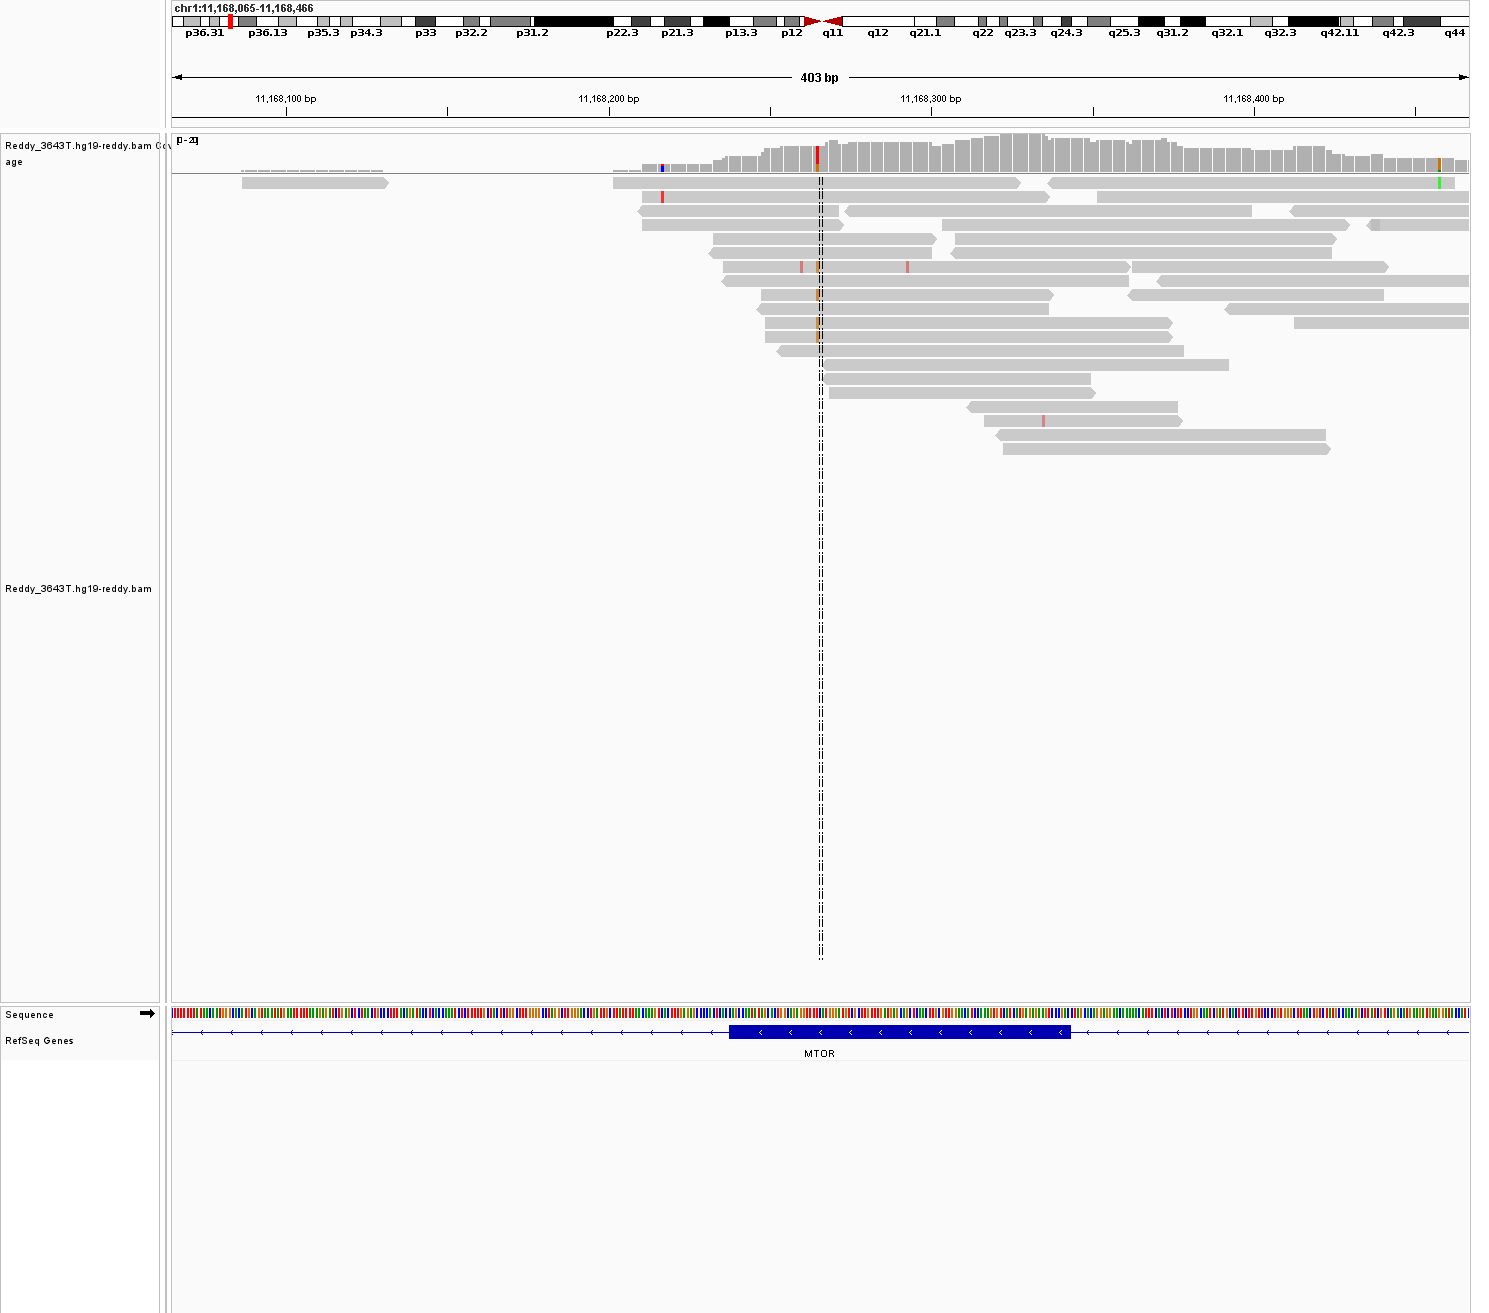 chr1:11,168,065-11,168,466
p36.31 p36.13 p35.3 p34.3 p33 p32.2 p31.2 p22.3 p21.3 p13.3 p12 q11 q12 q21.1 q22 q23.3 q24.3 q25.3 q31.2 q32.1 q32.3 q42.11 q42.3 q44
403 bp
11,168,100 bp 11,168,200 bp 11,168,300 bp 11,168,400 bp
[0 - 20]
Reddy_3643T.hg19-reddy.bam Cov
age
Reddy_3643T.hg19-reddy.bam
Sequence
RefSeq Genes
MTOR